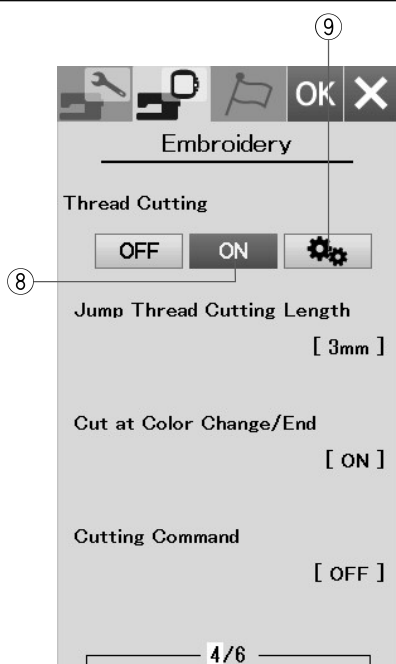 ⑨
OK
Embroidery
Thread Cutting
OFF ON
⑧
Jump Thread Cutting Length
[ 3mm ]
Cut at Color Change/End
[ ON ]
Cutting Command
[ OFF ]
4/6